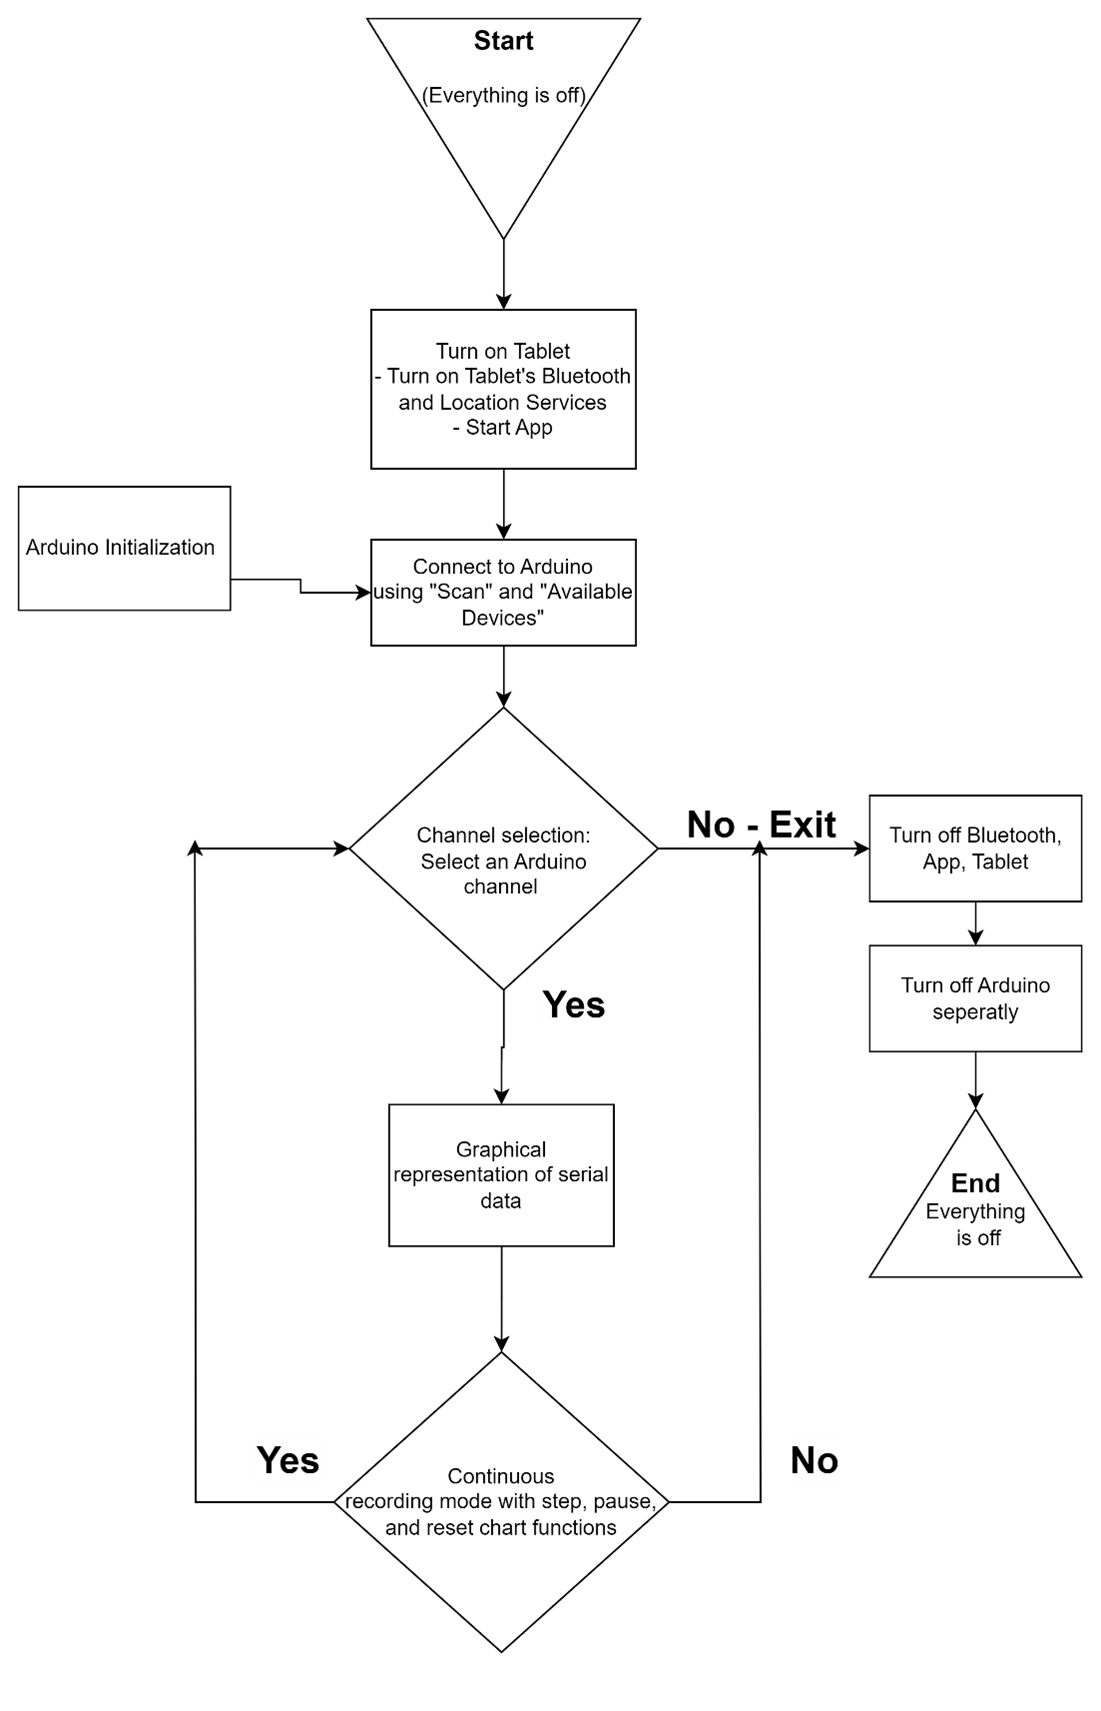 Start
(Everything is off)
Turn on Tablet
- Turn on Tablet's Bluetooth
and Location Services
- Start App
Arduino Initialization
Connect to Arduino
using "Scan" and "Available
Devices"
Channel selection:
Select an Arduino
channel
No - Exit
Turn off Bluetooth,
App, Tablet
Turn off Arduino
seperatly
End
Everything
is off
Yes
Graphical
representation of serial
data
Yes
No
Continuous
recording mode with step, pause,
and reset chart functions